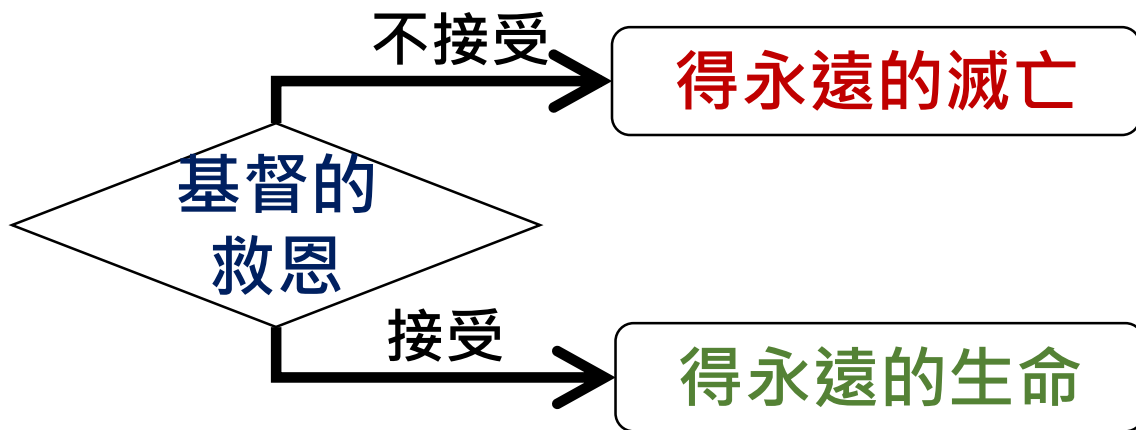 不接受
得永遠的滅亡
基督的
救恩
接受
得永遠的生命